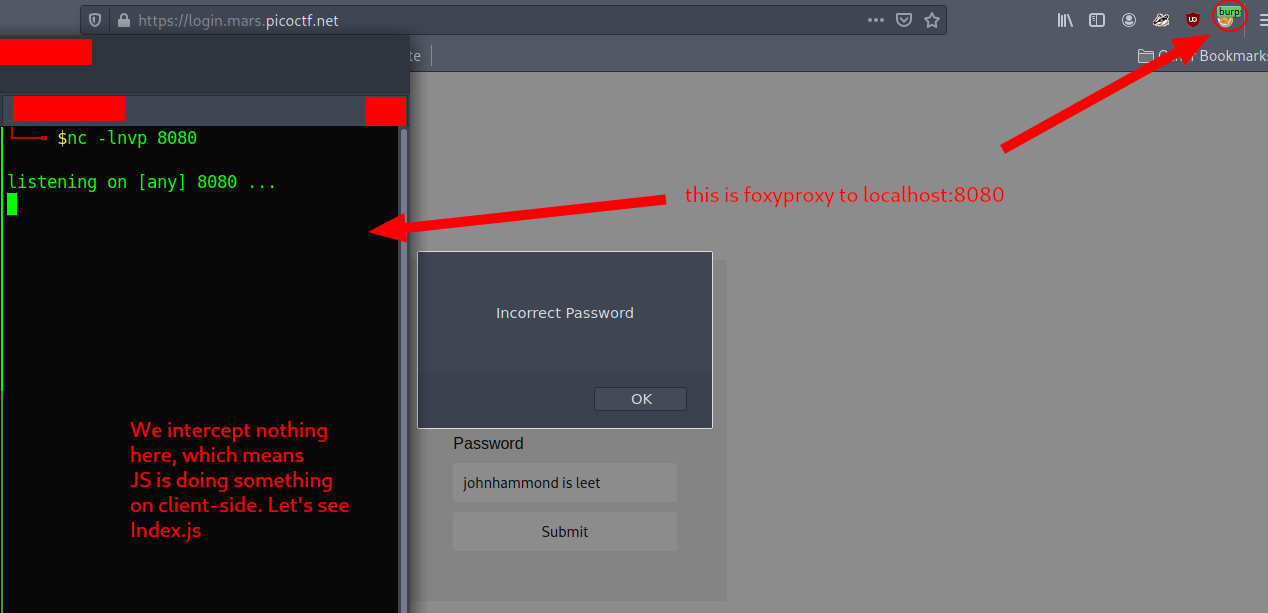 https://login.mars.picoctf.net
burp
te
Other Bookmarks
$nc -lnvp 8080
listening on [any] 8080 ...
this is foxyproxy to localhost:8080
Incorrect Password
OK
We intercept nothing
here, which means
JS is doing something
on client-side. Let's see
Index.js
Password
johnhammond is leet
Submit